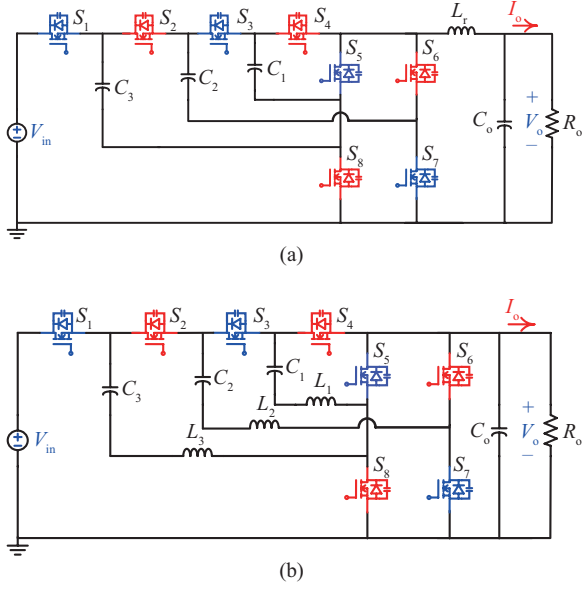 S1 S2 S3 S4 Lr Io
S5 S6
C3 C2 C1
Vin Co + Vo − Ro
S8 S7
(a)
S1 S2 S3 S4 Io
S5 S6
C3 C2 C1 L1
L2
Vin L3 Co + Vo − Ro
S8 S7
(b)